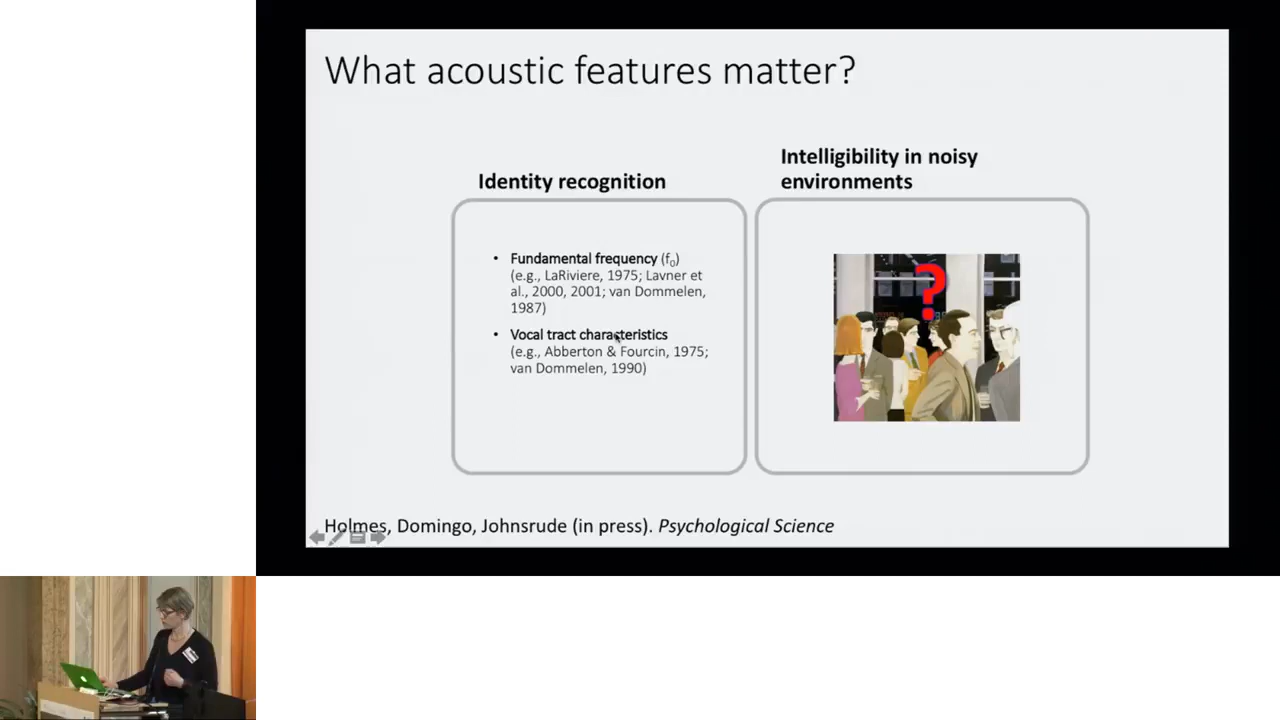 What acoustic features matter?
Identity recognition
• Fundamental frequency (f₀)
(e.g., LaRiviere, 1975; Lavner et
al., 2000, 2001; van Dommelen,
1987)
• Vocal tract characteristics
(e.g., Abberton & Fourcin, 1975;
van Dommelen, 1990)
Intelligibility in noisy
environments
?
Holmes, Domingo, Johnsrude (in press). Psychological Science